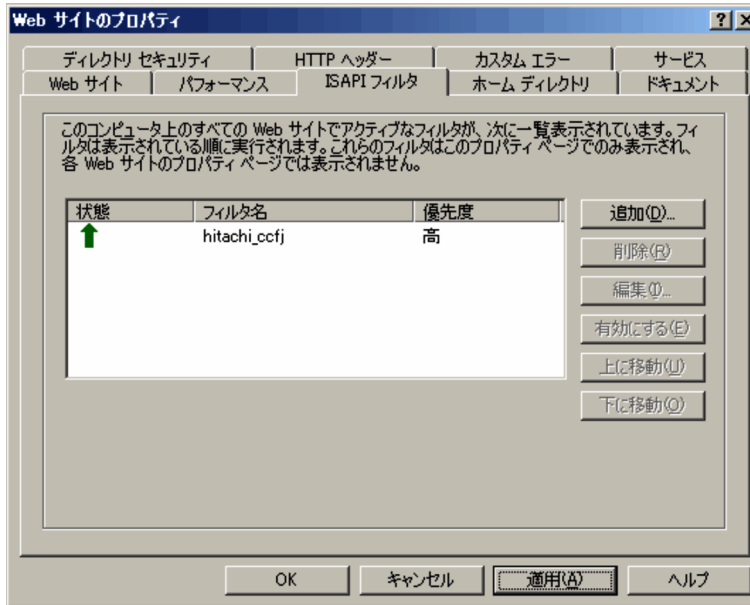 Web サイトのプロパティ
ディレクトリ セキュリティ HTTP ヘッダー カスタム エラー サービス
Web サイト パフォーマンス ISAPI フィルタ ホーム ディレクトリ ドキュメント
このコンピュータ上のすべての Web サイトでアクティブなフィルタが、次に一覧表示されています。フィ
ルタは表示されている順に実行されます。これらのフィルタはこのプロパティ ページでのみ表示され、
各 Web サイトのプロパティ ページでは表示されません。
状態 フィルタ名 優先度
hitachi_ccfj 高
追加(D)...
削除(R)
編集(I)...
有効にする(E)
上に移動(U)
下に移動(O)
OK キャンセル 適用(A) ヘルプ